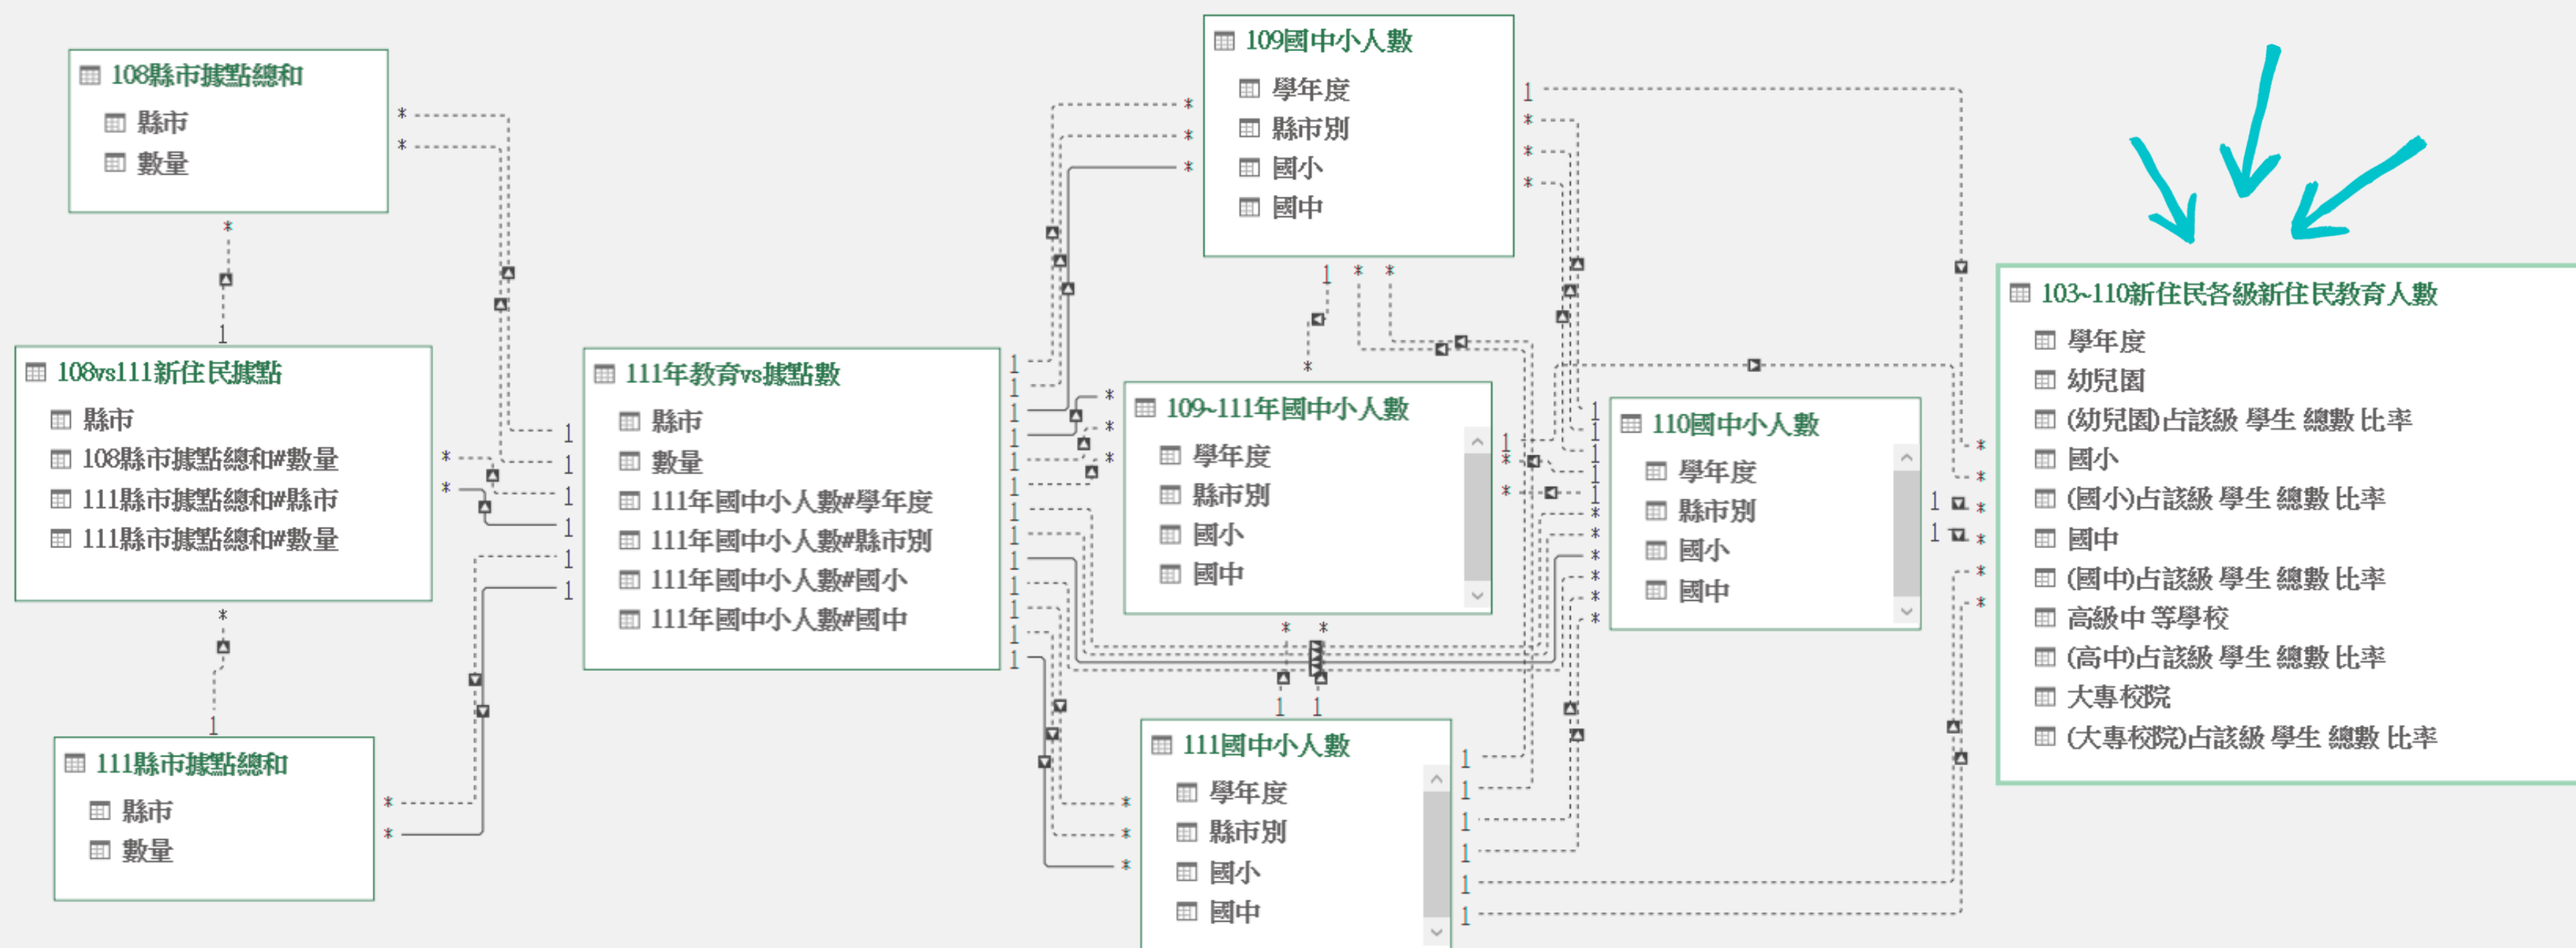 108縣市據點總和
縣市
數量
108vs111新住民據點
縣市
108縣市據點總和#數量
111縣市據點總和#縣市
111縣市據點總和#數量
111縣市據點總和
縣市
數量
111年教育vs據點數
縣市
數量
111年國中小人數#學年度
111年國中小人數#縣市別
111年國中小人數#國小
111年國中小人數#國中
109國中小人數
學年度
縣市別
國小
國中
109~111年國中小人數
學年度
縣市別
國小
國中
111國中小人數
學年度
縣市別
國小
國中
110國中小人數
學年度
縣市別
國小
國中
103~110新住民各級新住民教育人數
學年度
幼兒園
(幼兒園)占該級 學生 總數 比率
國小
(國小)占該級 學生 總數 比率
國中
(國中)占該級 學生 總數 比率
高級中 等學校
(高中)占該級 學生 總數 比率
大專校院
(大專校院)占該級 學生 總數 比率